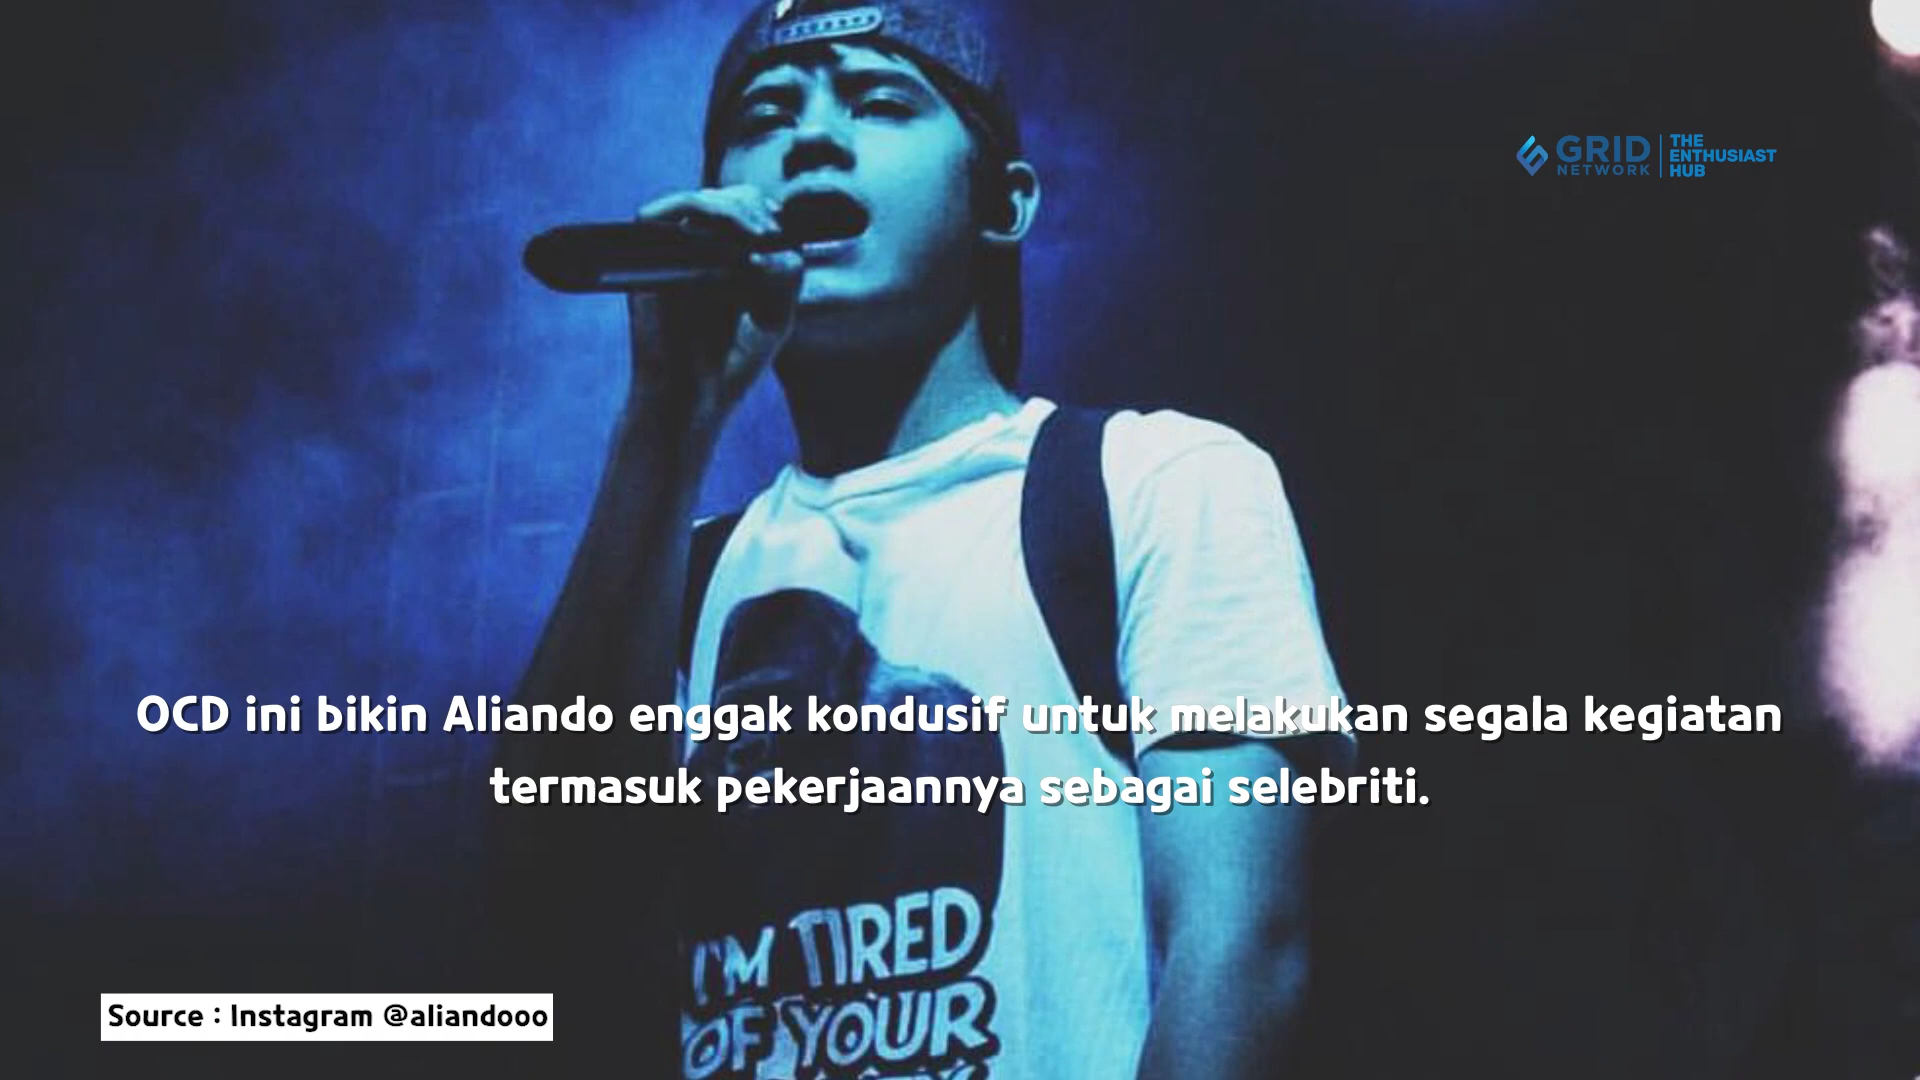 GRID
NETWORK
THE
ENTHUSIAST
HUB
OCD ini bikin Aliando enggak kondusif untuk melakukan segala kegiatan
termasuk pekerjaannya sebagai selebriti.
I'M TIRED
OF YOUR
Source : Instagram @aliandooo